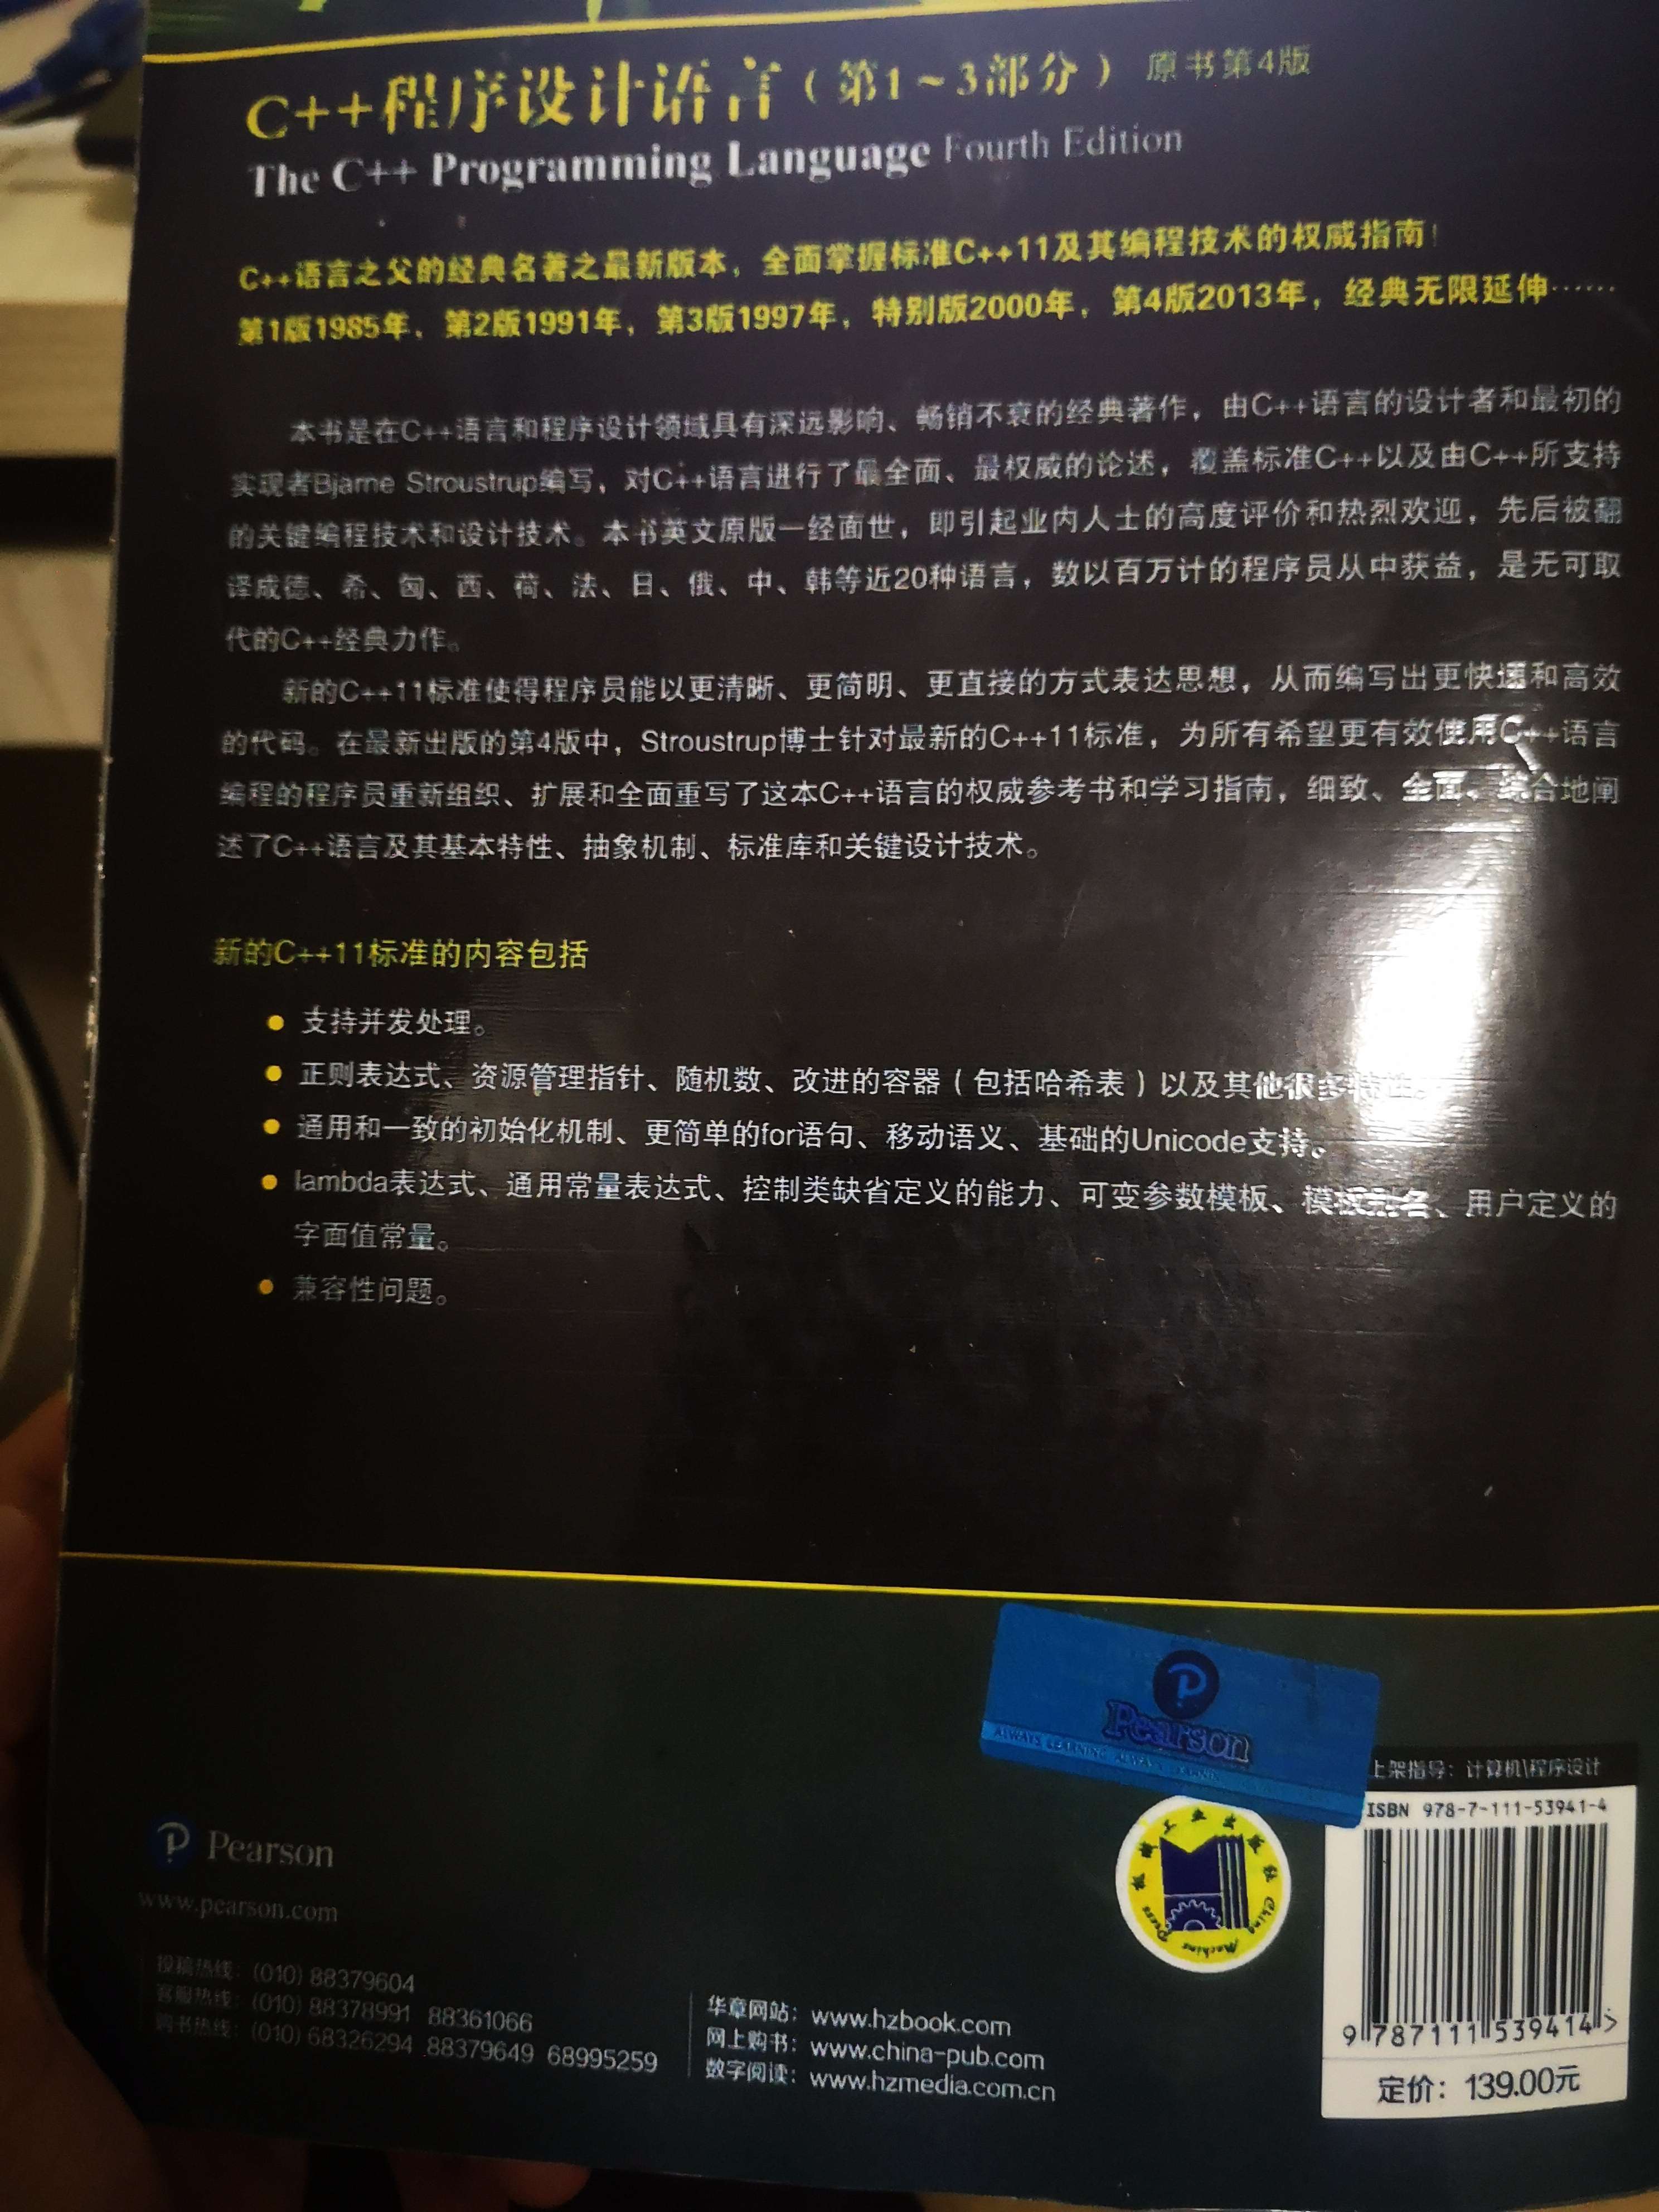 C++程序设计语言（第1～3部分）原书第4版
The C++ Programming Language Fourth Edition
C++语言之父的经典名著之最新版本，全面掌握标准C++11及其编程技术的权威指南！
第1版1985年，第2版1991年，第3版1997年，特别版2000年，第4版2013年，经典无限延伸……
本书是在C++语言和程序设计领域具有深远影响、畅销不衰的经典著作，由C++语言的设计者和最初的
实现者Bjarne Stroustrup编写，对C++语言进行了最全面、最权威的论述，覆盖标准C++以及由C++所支持
的关键编程技术和设计技术。本书英文原版一经面世，即引起业内人士的高度评价和热烈欢迎，先后被翻
译成德、希、匈、西、荷、法、日、俄、中、韩等近20种语言，数以百万计的程序员从中获益，是无可取
代的C++经典力作。
新的C++11标准使得程序员能以更清晰、更简明、更直接的方式表达思想，从而编写出更快速和高效
的代码。在最新出版的第4版中，Stroustrup博士针对最新的C++11标准，为所有希望更有效使用C++语言
编程的程序员重新组织、扩展和全面重写了这本C++语言的权威参考书和学习指南，细致、全面、综合地阐
述了C++语言及其基本特性、抽象机制、标准库和关键设计技术。
新的C++11标准的内容包括
● 支持并发处理。
● 正则表达式、资源管理指针、随机数、改进的容器（包括哈希表）以及其他很多特性。
● 通用和一致的初始化机制、更简单的for语句、移动语义、基础的Unicode支持。
● lambda表达式、通用常量表达式、控制类缺省定义的能力、可变参数模板、模板别名、用户定义的
字面值常量。
● 兼容性问题。
Pearson
ALWAYS LEARNING ALWAYS LEARNING
上架指导：计算机\程序设计
ISBN 978-7-111-53941-4
机械工业出版社
China Machine Press
9 787111 539414 >
定价：139.00元
Pearson
www.pearson.com
投稿热线：(010) 88379604
客服热线：(010) 88378991 88361066
购书热线：(010) 68326294 88379649 68995259
华章网站：www.hzbook.com
网上购书：www.china-pub.com
数字阅读：www.hzmedia.com.cn